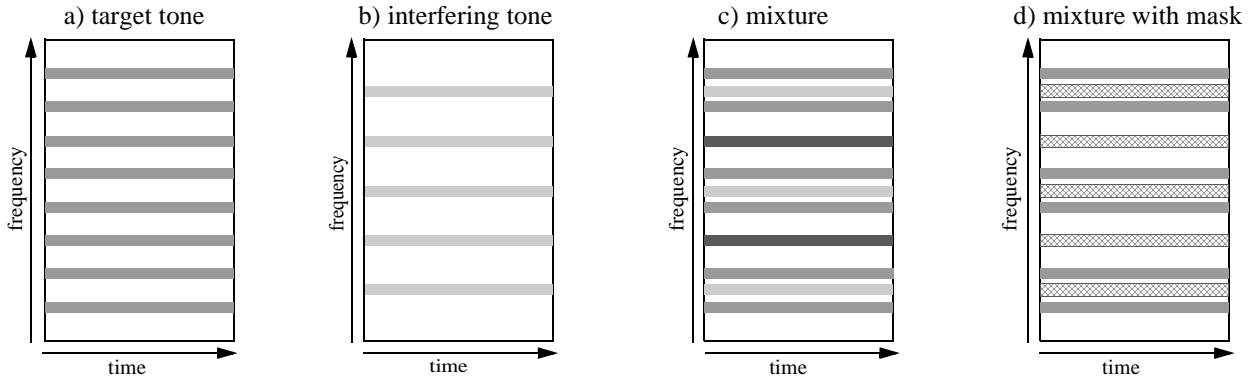 a) target tone
b) interfering tone
c) mixture
d) mixture with mask
frequency
frequency
frequency
frequency
time
time
time
time